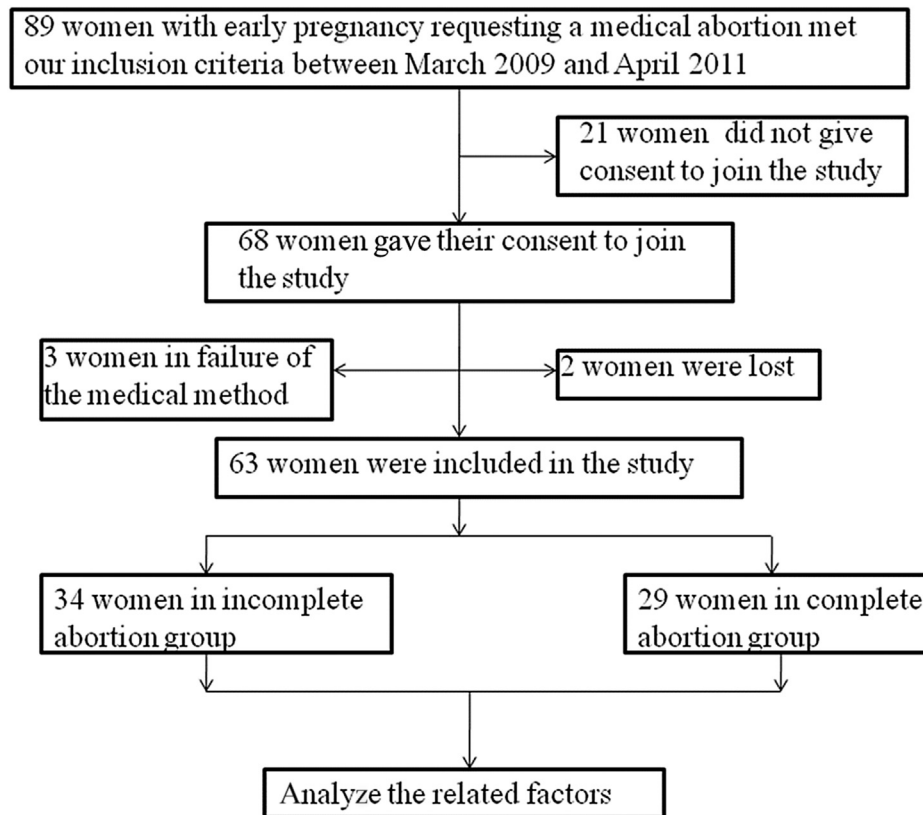 89 women with early pregnancy requesting a medical abortion met
our inclusion criteria between March 2009 and April 2011
21 women did not give
consent to join the study
68 women gave their consent to join
the study
3 women in failure of
the medical method
2 women were lost
63 women were included in the study
34 women in incomplete
abortion group
29 women in complete
abortion group
Analyze the related factors